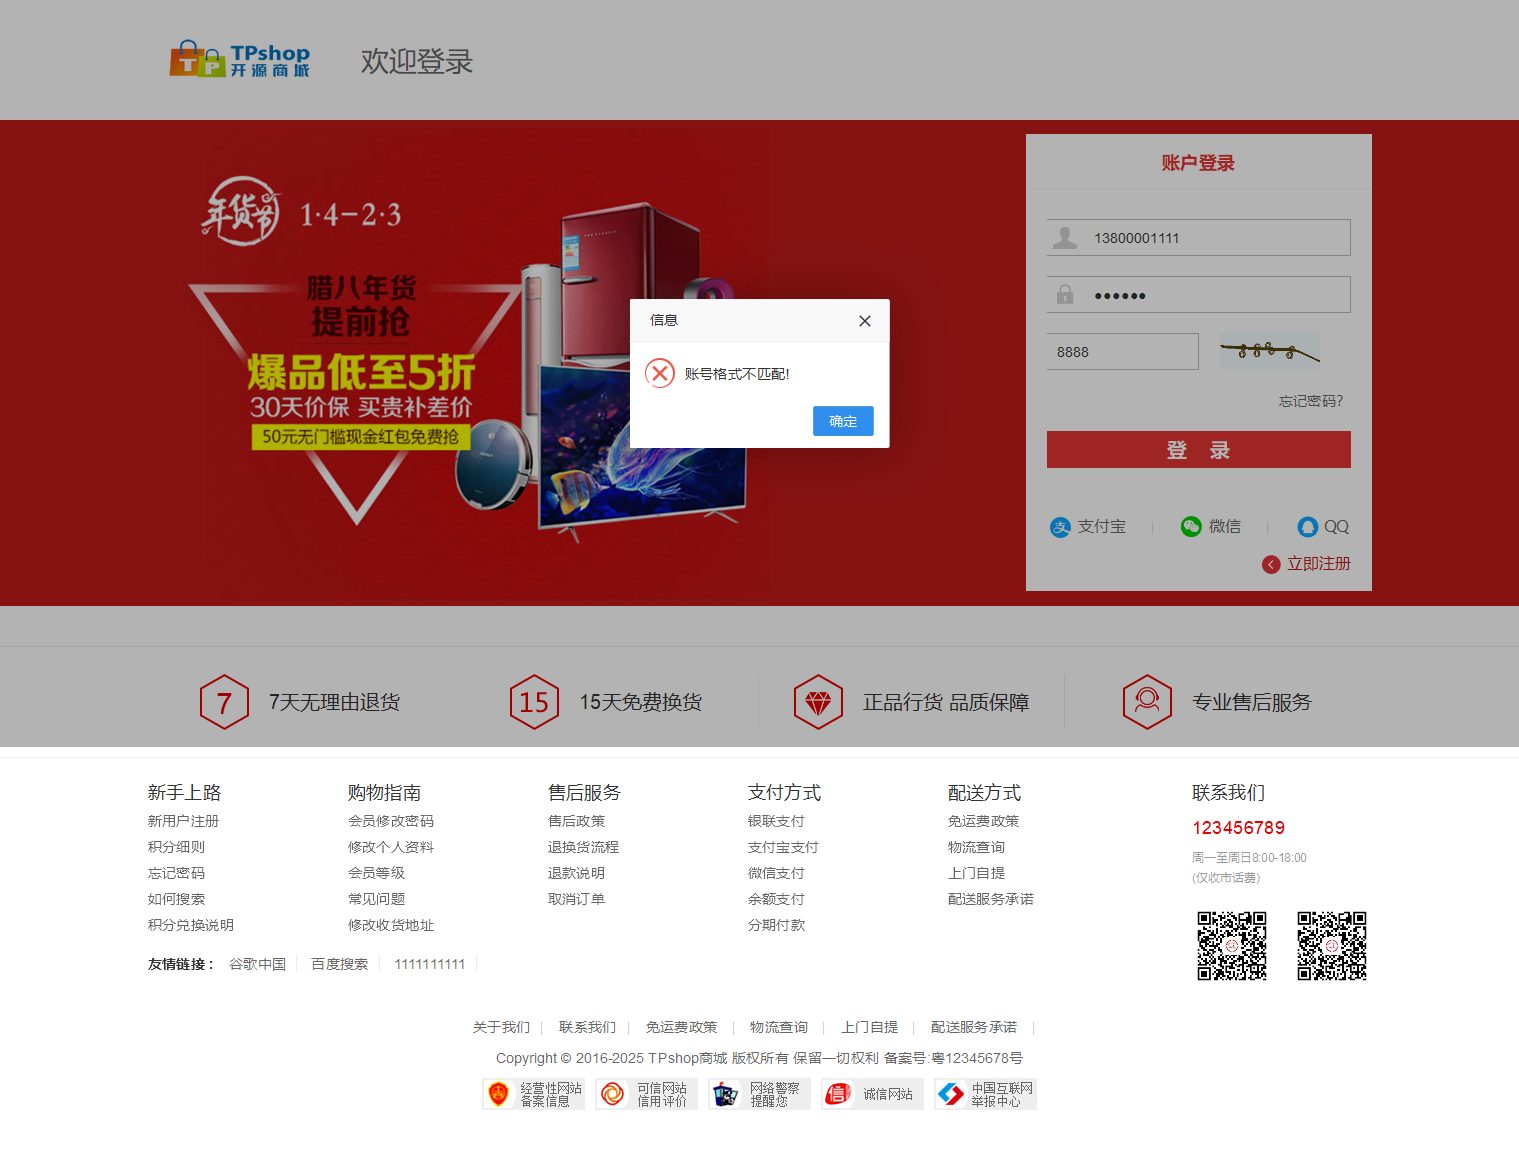 TPshop
开源商城
欢迎登录
年货节 1·4-2·3
腊八年货
提前抢
爆品低至5折
30天价保 买贵补差价
50元无门槛现金红包免费抢
账户登录
13800001111
8888
忘记密码?
登 录
支付宝
微信
QQ
立即注册
信息
账号格式不匹配!
确定
7 7天无理由退货
15 15天免费换货
正品行货 品质保障
专业售后服务
新手上路
新用户注册
积分细则
忘记密码
如何搜索
积分兑换说明
购物指南
会员修改密码
修改个人资料
会员等级
常见问题
修改收货地址
售后服务
售后政策
退换货流程
退款说明
取消订单
支付方式
银联支付
支付宝支付
微信支付
余额支付
分期付款
配送方式
免运费政策
物流查询
上门自提
配送服务承诺
联系我们
123456789
周一至周日8:00-18:00
(仅收市话费)
友情链接： 谷歌中国 百度搜索 1111111111
关于我们 联系我们 免运费政策 物流查询 上门自提 配送服务承诺
Copyright © 2016-2025 TPshop商城 版权所有 保留一切权利 备案号:粤12345678号
经营性网站
备案信息
可信网站
信用评价
网络警察
提醒您
诚信网站
中国互联网
举报中心